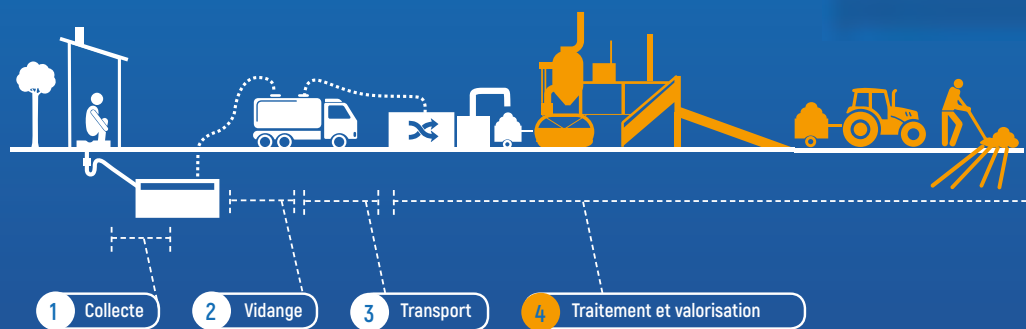 1 Collecte
2 Vidange
3 Transport
4 Traitement et valorisation